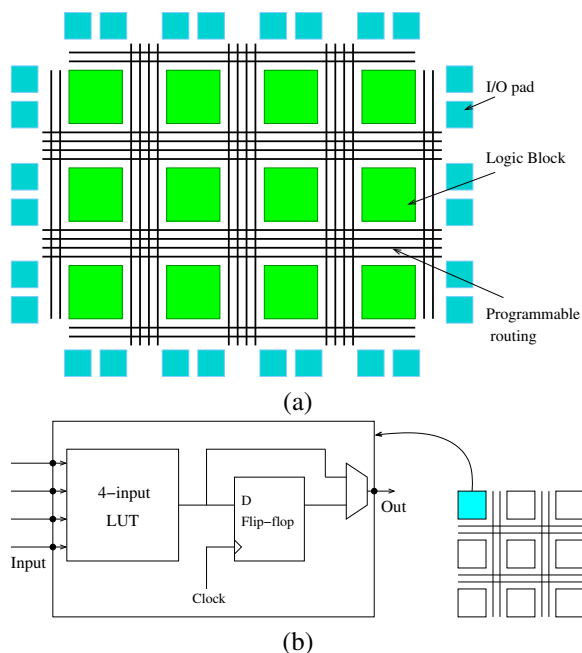 I/O pad
Logic Block
Programmable
routing
(a)
4−input
LUT
D
Flip−flop
Out
Input
Clock
(b)